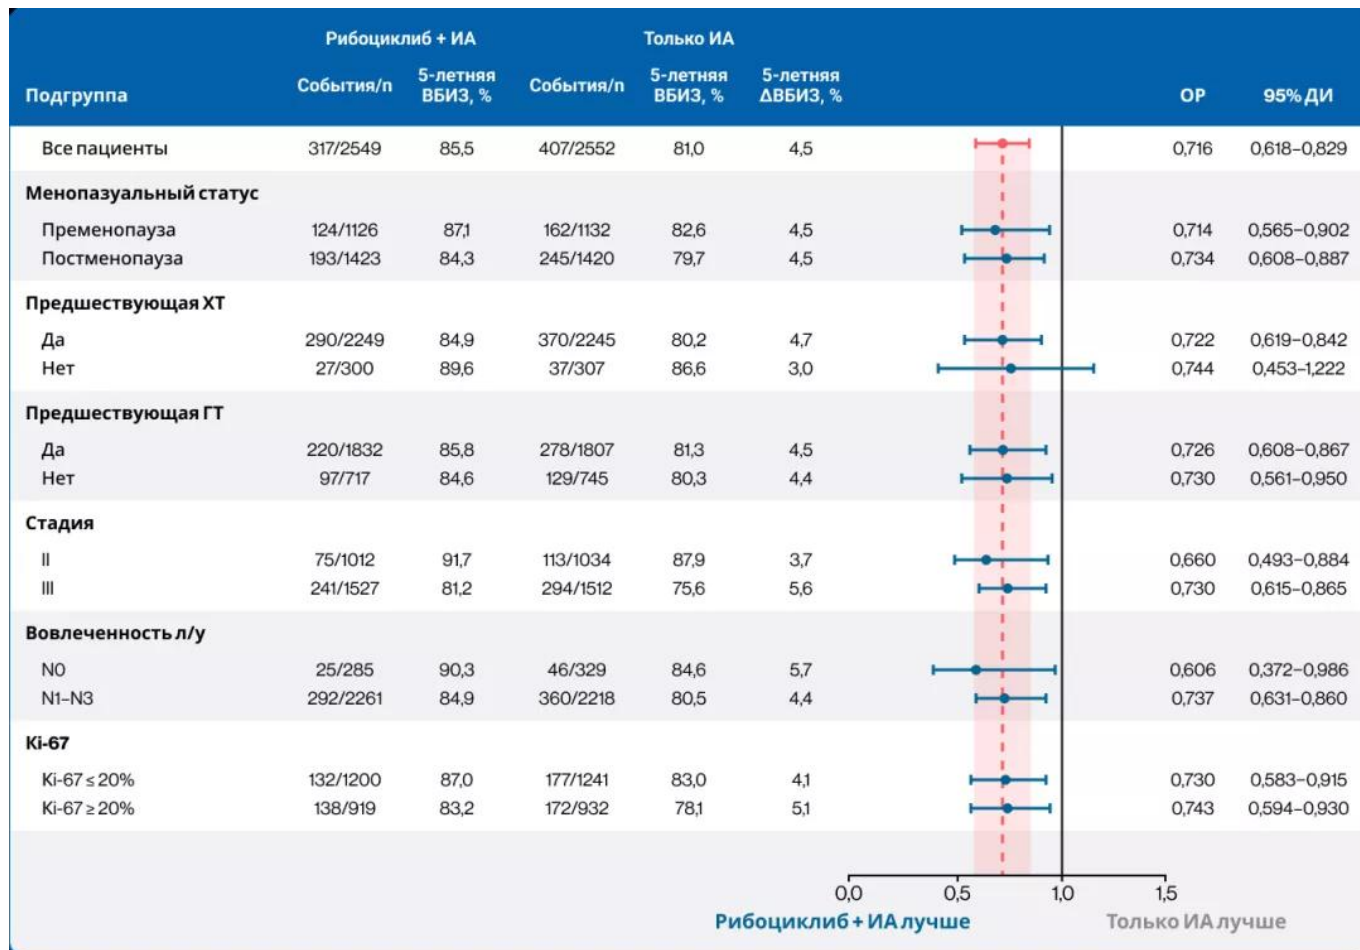 Рибоциклиб + ИА Только ИА
Подгруппа События/n 5-летняя ВБИЗ, % События/n 5-летняя ВБИЗ, % 5-летняя ΔВБИЗ, % ОР 95% ДИ
Все пациенты 317/2549 85,5 407/2552 81,0 4,5 0,716 0,618–0,829
Менопазуальный статус
Пременопауза 124/1126 87,1 162/1132 82,6 4,5 0,714 0,565–0,902
Постменопауза 193/1423 84,3 245/1420 79,7 4,5 0,734 0,608–0,887
Предшествующая ХТ
Да 290/2249 84,9 370/2245 80,2 4,7 0,722 0,619–0,842
Нет 27/300 89,6 37/307 86,6 3,0 0,744 0,453–1,222
Предшествующая ГТ
Да 220/1832 85,8 278/1807 81,3 4,5 0,726 0,608–0,867
Нет 97/717 84,6 129/745 80,3 4,4 0,730 0,561–0,950
Стадия
II 75/1012 91,7 113/1034 87,9 3,7 0,660 0,493–0,884
III 241/1527 81,2 294/1512 75,6 5,6 0,730 0,615–0,865
Вовлеченность л/у
N0 25/285 90,3 46/329 84,6 5,7 0,606 0,372–0,986
N1–N3 292/2261 84,9 360/2218 80,5 4,4 0,737 0,631–0,860
Ki-67
Ki-67 ≤ 20% 132/1200 87,0 177/1241 83,0 4,1 0,730 0,583–0,915
Ki-67 ≥ 20% 138/919 83,2 172/932 78,1 5,1 0,743 0,594–0,930
0,0 0,5 1,0 1,5
Рибоциклиб + ИА лучше Только ИА лучше